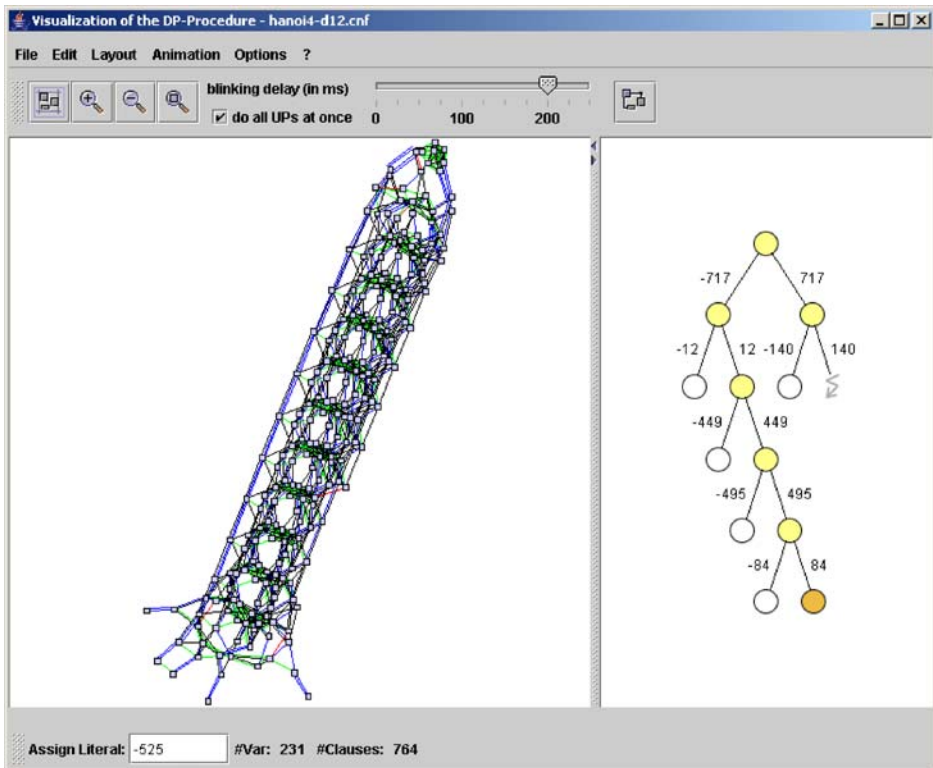 Visualization of the DP-Procedure - hanoi4-d12.cnf
File Edit Layout Animation Options ?
blinking delay (in ms)
do all UPs at once
0 100 200
-717 717
-12 12 -140 140
-449 449
-495 495
-84 84
Assign Literal: -525 #Var: 231 #Clauses: 764